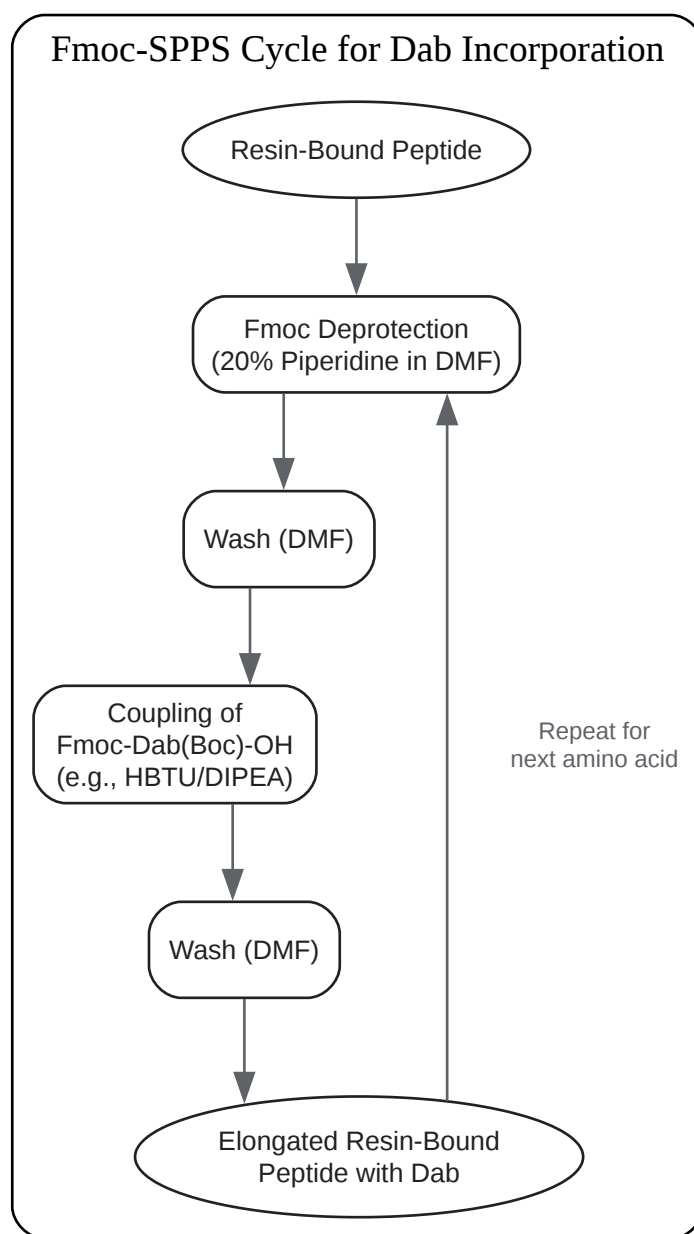 Fmoc-SPPS Cycle for Dab Incorporation
Resin-Bound Peptide
Fmoc Deprotection
(20% Piperidine in DMF)
Wash (DMF)
Coupling of
Fmoc-Dab(Boc)-OH
(e.g., HBTU/DIPEA)
Repeat for
next amino acid
Wash (DMF)
Elongated Resin-Bound
Peptide with Dab